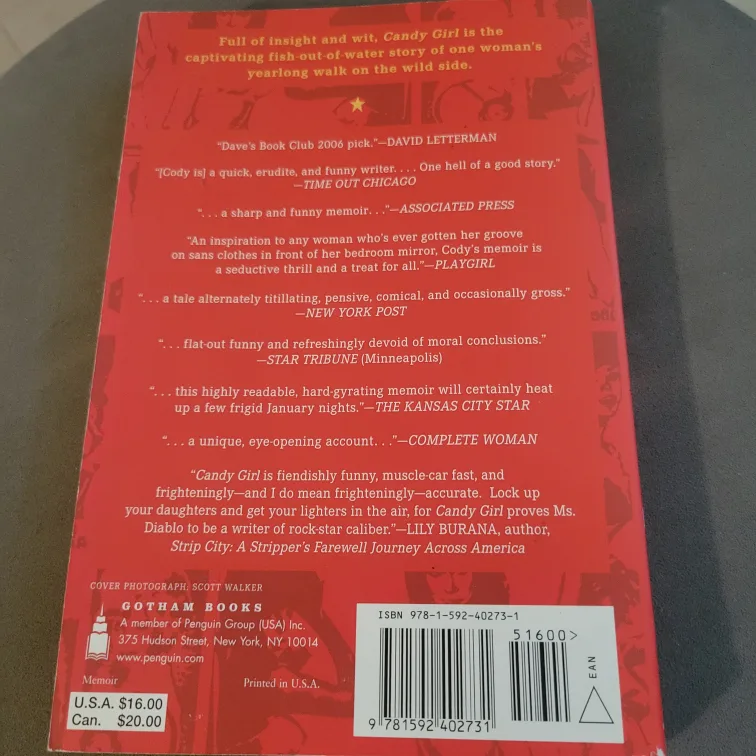 Full of insight and wit, Candy Girl is the
captivating fish-out-of-water story of one woman's
yearlong walk on the wild side.
"Dave's Book Club 2006 pick."—DAVID LETTERMAN
"[Cody is] a quick, erudite, and funny writer. . . . One hell of a good story."
—TIME OUT CHICAGO
". . . a sharp and funny memoir. . ."—ASSOCIATED PRESS
"An inspiration to any woman who's ever gotten her groove
on sans clothes in front of her bedroom mirror, Cody's memoir is
a seductive thrill and a treat for all."—PLAYGIRL
". . . a tale alternately titillating, pensive, comical, and occasionally gross."
—NEW YORK POST
". . . flat-out funny and refreshingly devoid of moral conclusions."
—STAR TRIBUNE (Minneapolis)
". . . this highly readable, hard-gyrating memoir will certainly heat
up a few frigid January nights."—THE KANSAS CITY STAR
". . . a unique, eye-opening account. . ."—COMPLETE WOMAN
"Candy Girl is fiendishly funny, muscle-car fast, and
frighteningly—and I do mean frighteningly—accurate. Lock up
your daughters and get your lighters in the air, for Candy Girl proves Ms.
Diablo to be a writer of rock-star caliber."—LILY BURANA, author,
Strip City: A Stripper's Farewell Journey Across America
COVER PHOTOGRAPH: SCOTT WALKER
GOTHAM BOOKS
A member of Penguin Group (USA) Inc.
375 Hudson Street, New York, NY 10014
www.penguin.com
Memoir
Printed in U.S.A.
U.S.A. $16.00
Can. $20.00
ISBN 978-1-592-40273-1
51600>
EAN
9 781592 402731